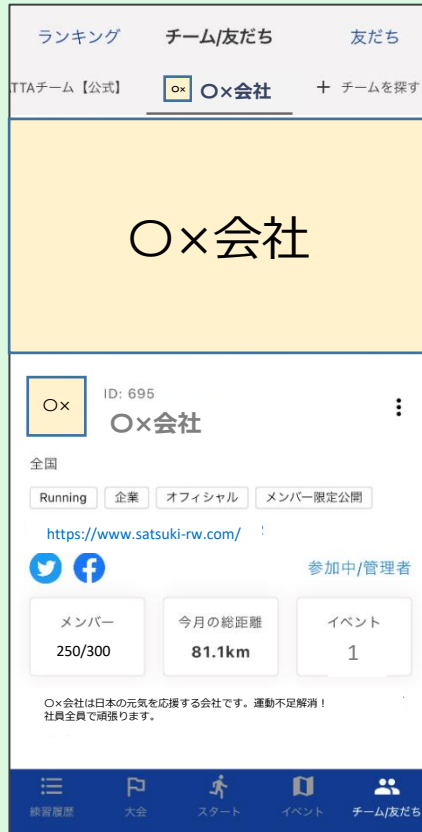 ランキング チーム/友だち 友だち
TTAチーム【公式】 〇× 〇×会社 + チームを探す
〇×会社
〇×
ID: 695
〇×会社
全国
Running 企業 オフィシャル メンバー限定公開
https://www.satsuki-rw.com/
参加中/管理者
メンバー 今月の総距離 イベント
250/300 81.1km 1
〇×会社は日本の元気を応援する会社です。運動不足解消！
社員全員で頑張ります。
練習履歴 大会 スタート イベント チーム/友だち